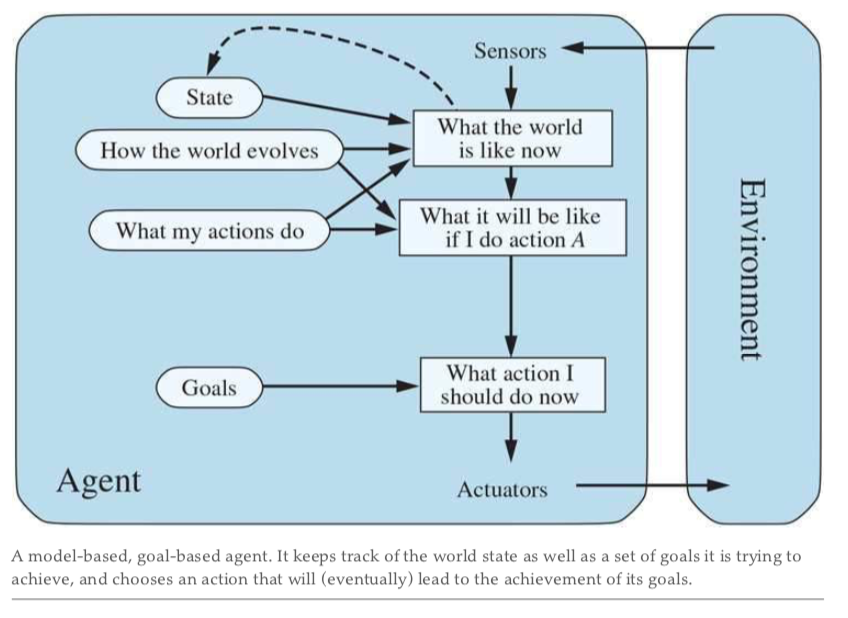 Sensors
State
What the world
is like now
How the world evolves
What my actions do
What it will be like
if I do action A
Environment
Goals
What action I
should do now
Agent
Actuators
A model-based, goal-based agent. It keeps track of the world state as well as a set of goals it is trying to
achieve, and chooses an action that will (eventually) lead to the achievement of its goals.